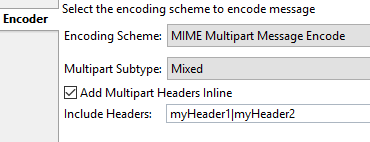 Select the encoding scheme to encode message
Encoder
Encoding Scheme: MIME Multipart Message Encode
Multipart Subtype: Mixed
Add Multipart Headers Inline
Include Headers: myHeader1|myHeader2